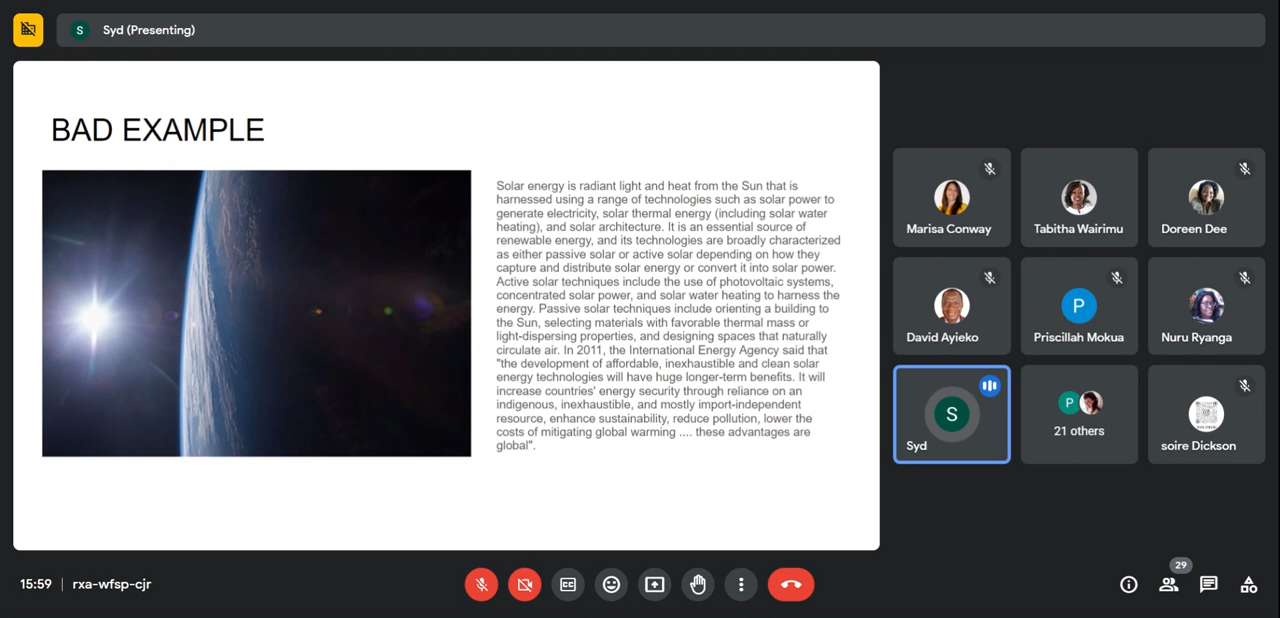 S Syd (Presenting)
BAD EXAMPLE
Solar energy is radiant light and heat from the Sun that is
harnessed using a range of technologies such as solar power to
generate electricity, solar thermal energy (including solar water
heating), and solar architecture. It is an essential source of
renewable energy, and its technologies are broadly characterized
as either passive solar or active solar depending on how they
capture and distribute solar energy or convert it into solar power.
Active solar techniques include the use of photovoltaic systems,
concentrated solar power, and solar water heating to harness the
energy. Passive solar techniques include orienting a building to
the Sun, selecting materials with favorable thermal mass or
light-dispersing properties, and designing spaces that naturally
circulate air. In 2011, the International Energy Agency said that
"the development of affordable, inexhaustible and clean solar
energy technologies will have huge longer-term benefits. It will
increase countries' energy security through reliance on an
indigenous, inexhaustible, and mostly import-independent
resource, enhance sustainability, reduce pollution, lower the
costs of mitigating global warming .... these advantages are
global".
Marisa Conway
Tabitha Wairimu
Doreen Dee
David Ayieko
P
Priscillah Mokua
Nuru Ryanga
S
Syd
P
21 others
soire Dickson
15:59 | rxa-wfsp-cjr
CC
29